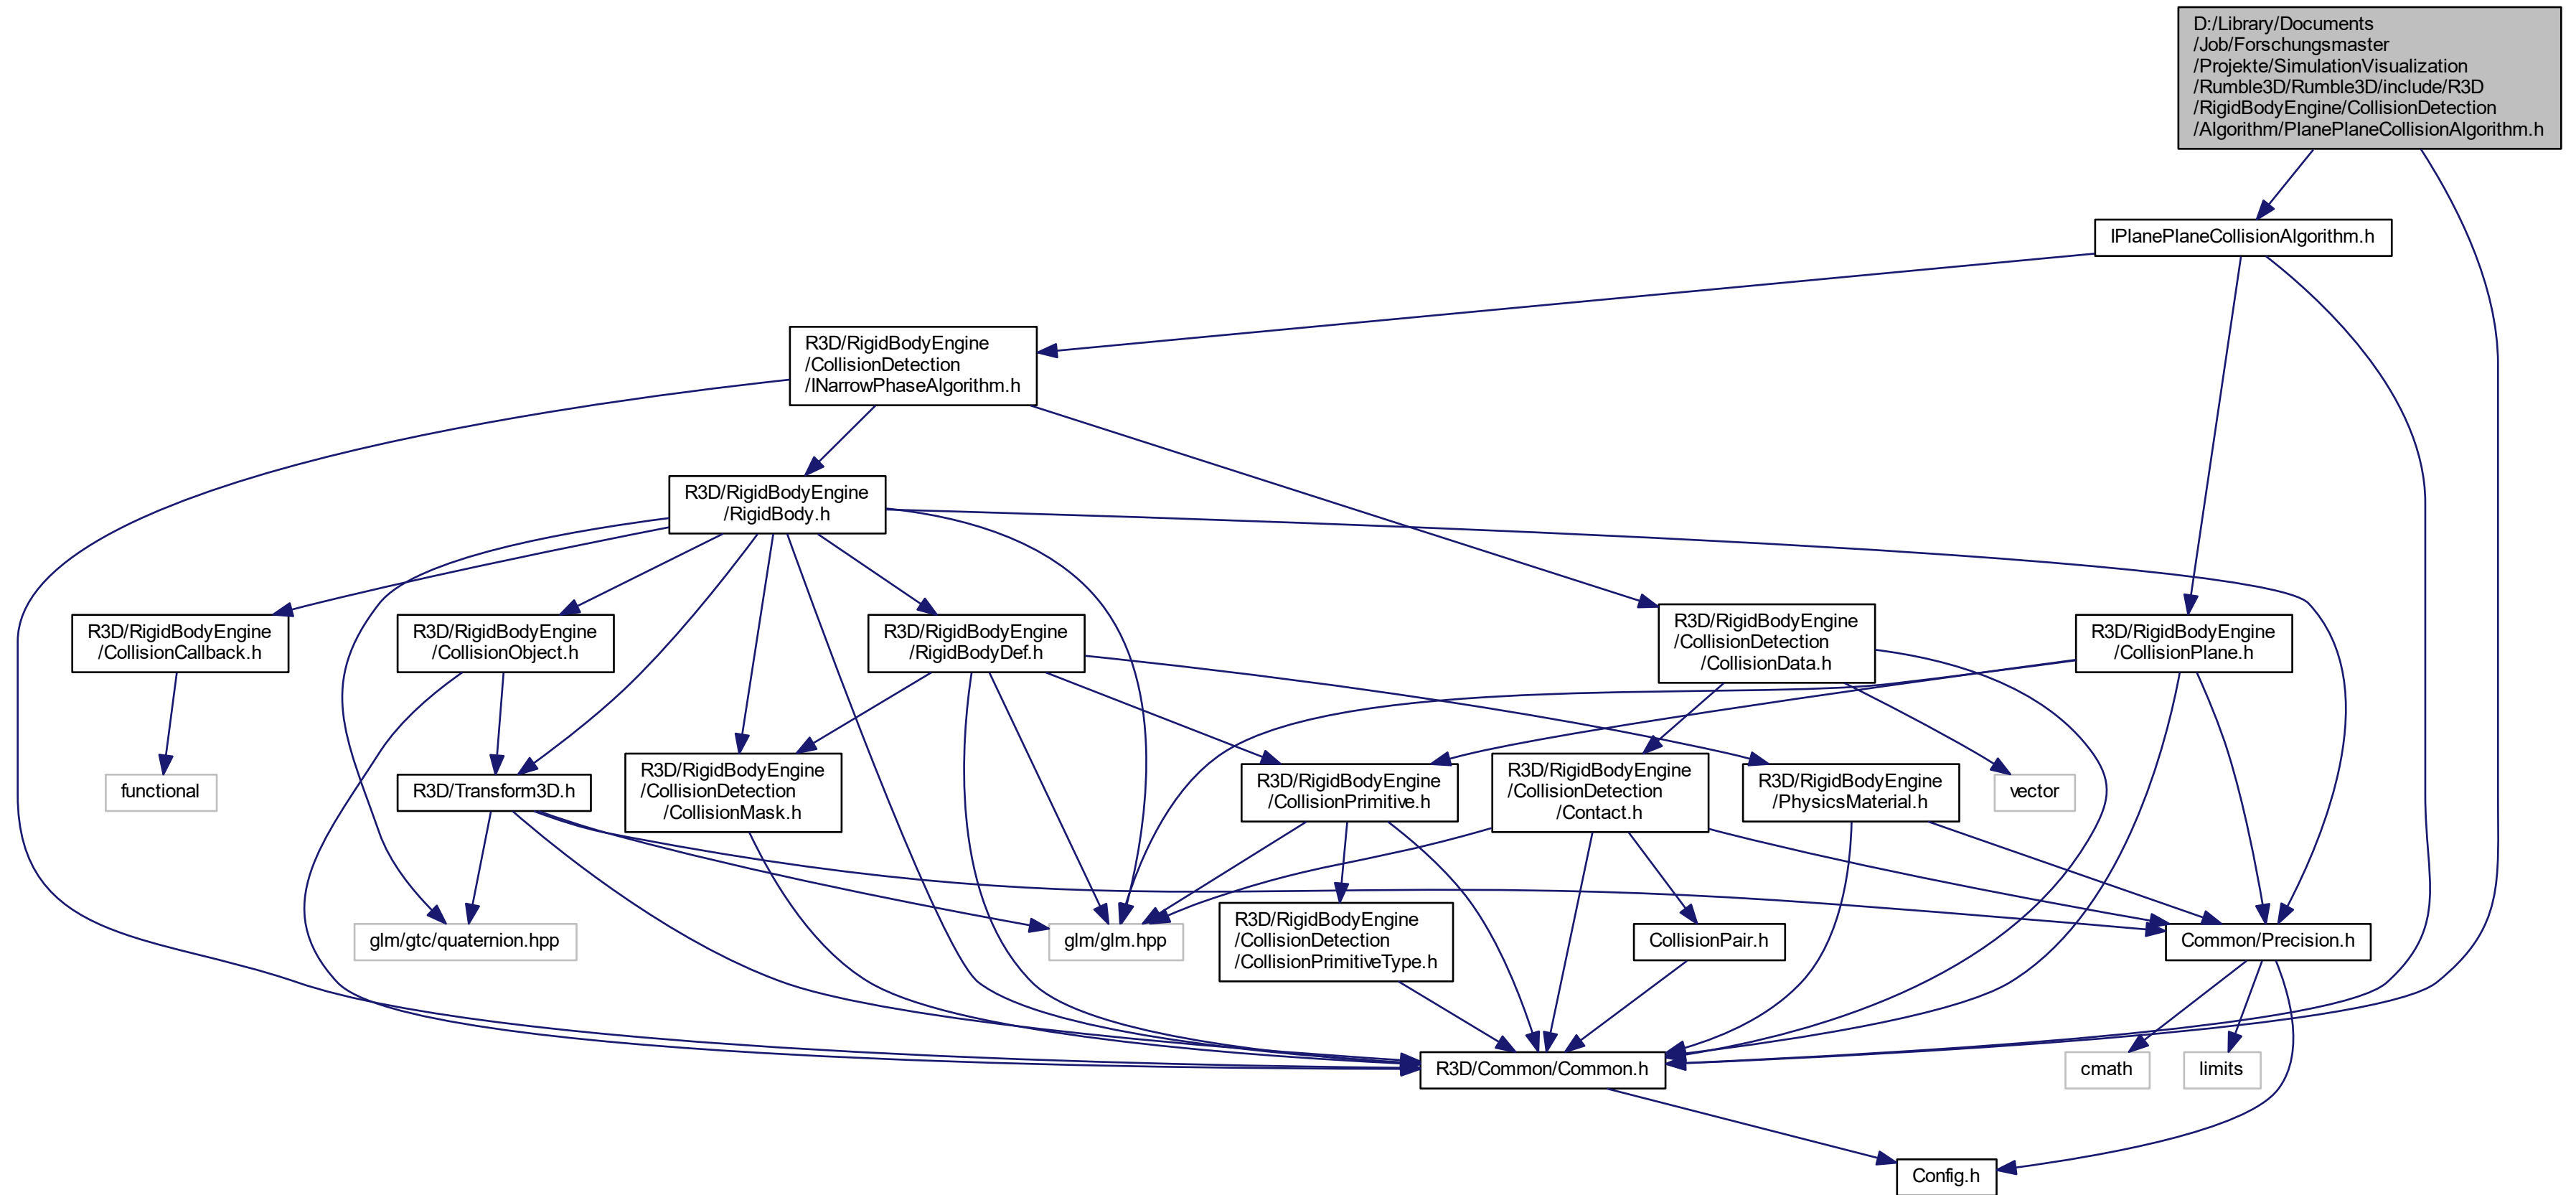 D:/Library/Documents
/Job/Forschungsmaster
/Projekte/SimulationVisualization
/Rumble3D/Rumble3D/include/R3D
/RigidBodyEngine/CollisionDetection
/Algorithm/PlanePlaneCollisionAlgorithm.h
IPlanePlaneCollisionAlgorithm.h
R3D/RigidBodyEngine
/CollisionDetection
/INarrowPhaseAlgorithm.h
R3D/RigidBodyEngine
/RigidBody.h
R3D/RigidBodyEngine
/CollisionCallback.h
R3D/RigidBodyEngine
/CollisionObject.h
R3D/RigidBodyEngine
/RigidBodyDef.h
R3D/RigidBodyEngine
/CollisionDetection
/CollisionData.h
R3D/RigidBodyEngine
/CollisionPlane.h
functional
R3D/Transform3D.h
R3D/RigidBodyEngine
/CollisionDetection
/CollisionMask.h
R3D/RigidBodyEngine
/CollisionPrimitive.h
R3D/RigidBodyEngine
/CollisionDetection
/Contact.h
R3D/RigidBodyEngine
/PhysicsMaterial.h
vector
glm/gtc/quaternion.hpp
glm/glm.hpp
R3D/RigidBodyEngine
/CollisionDetection
/CollisionPrimitiveType.h
CollisionPair.h
Common/Precision.h
R3D/Common/Common.h
cmath
limits
Config.h